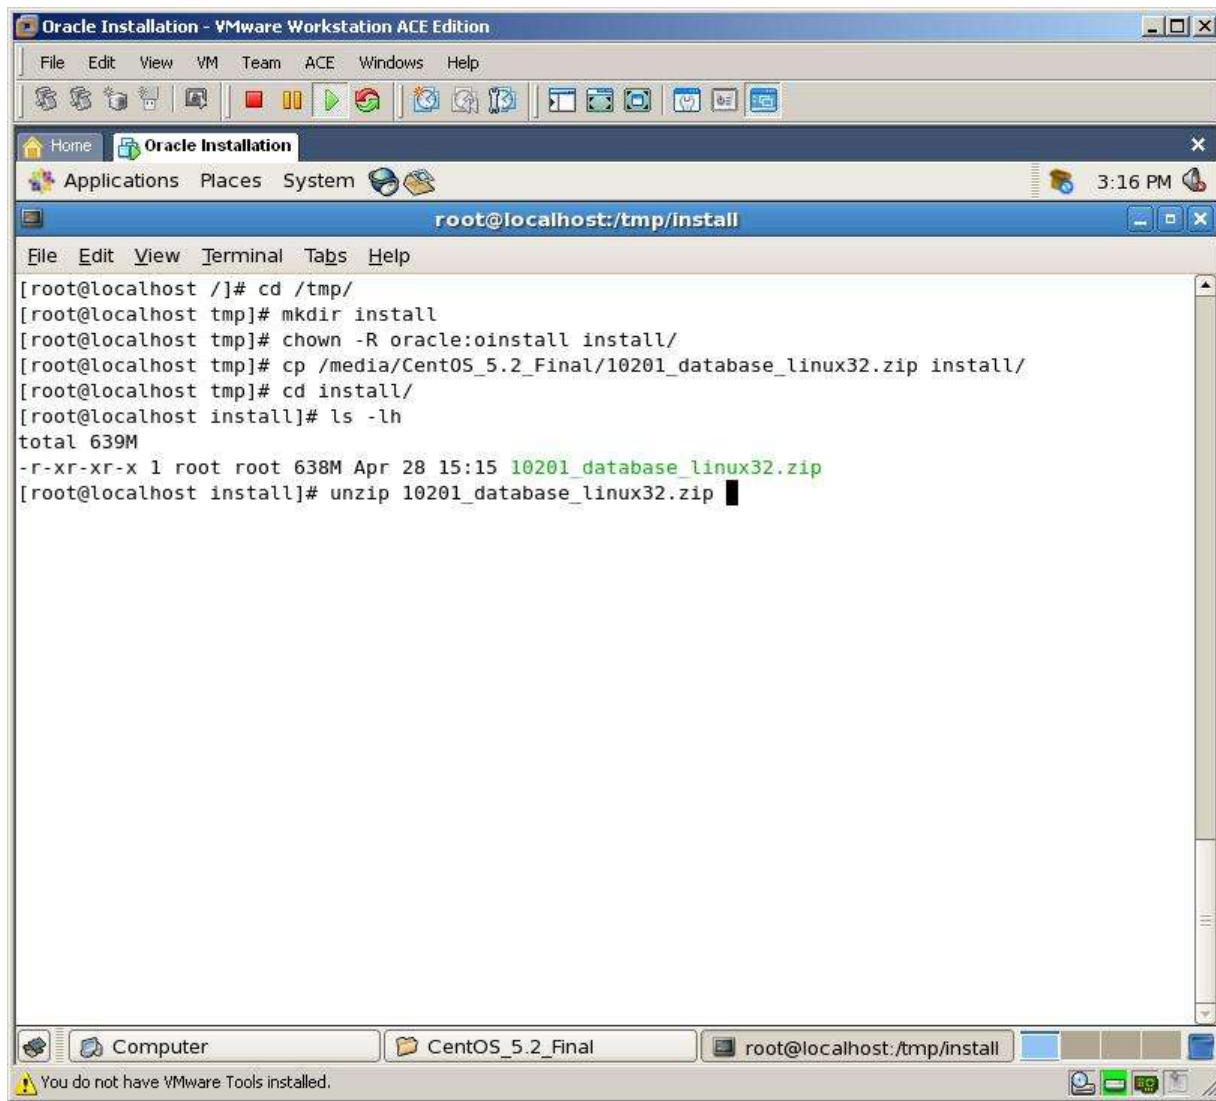 Oracle Installation - VMware Workstation ACE Edition
File Edit View VM Team ACE Windows Help
Home Oracle Installation
Applications Places System 3:16 PM
root@localhost:/tmp/install
File Edit View Terminal Tabs Help
[root@localhost /]# cd /tmp/
[root@localhost tmp]# mkdir install
[root@localhost tmp]# chown -R oracle:oinstall install/
[root@localhost tmp]# cp /media/CentOS_5.2_Final/10201_database_linux32.zip install/
[root@localhost tmp]# cd install/
[root@localhost install]# ls -lh
total 639M
-r-xr-xr-x 1 root root 638M Apr 28 15:15 10201_database_linux32.zip
[root@localhost install]# unzip 10201_database_linux32.zip
Computer CentOS_5.2_Final root@localhost:/tmp/install
You do not have VMware Tools installed.